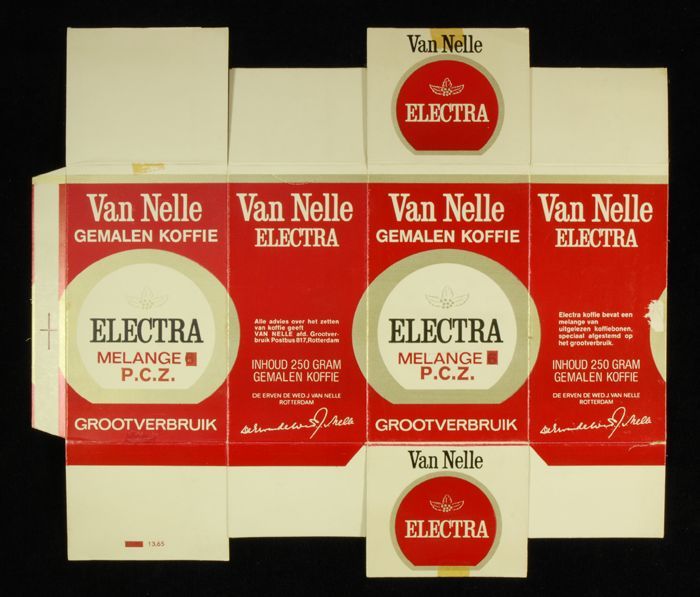 Van Nelle
ELECTRA
Van Nelle
GEMALEN KOFFIE
ELECTRA
MELANGE
P.C.Z.
GROOTVERBRUIK
13.65
Van Nelle
ELECTRA
Alle advies over het zetten
van koffie geeft
VAN NELLE afd. Grootver-
bruik Postbus 817, Rotterdam
INHOUD 250 GRAM
GEMALEN KOFFIE
DE ERVEN DE WED. J. VAN NELLE
ROTTERDAM
Van Nelle
GEMALEN KOFFIE
ELECTRA
MELANGE
P.C.Z.
GROOTVERBRUIK
Van Nelle
ELECTRA
Electra koffie bevat een
melange van
uitgelezen koffiebonen,
speciaal afgestemd op
het grootverbruik.
INHOUD 250 GRAM
GEMALEN KOFFIE
DE ERVEN DE WED. J. VAN NELLE
ROTTERDAM
Van Nelle
ELECTRA